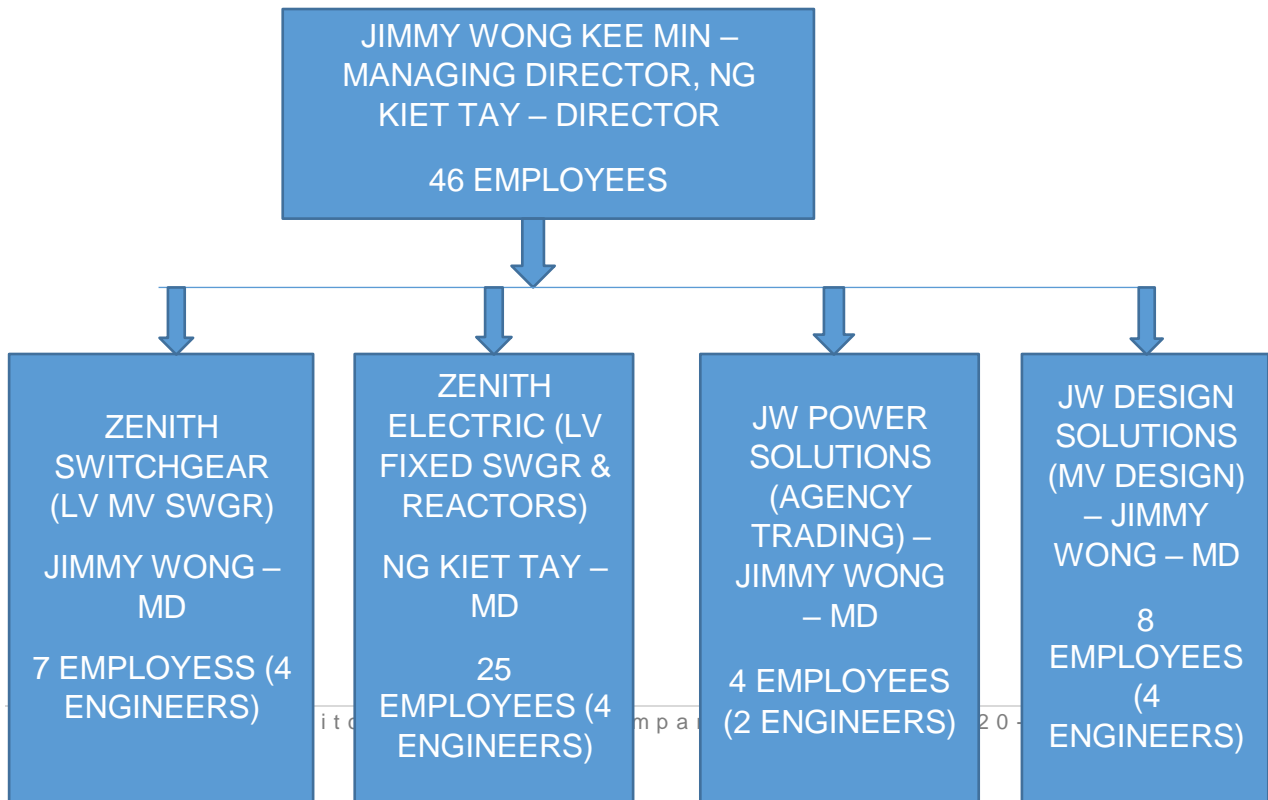 JIMMY WONG KEE MIN –
MANAGING DIRECTOR, NG
KIET TAY – DIRECTOR
46 EMPLOYEES
ZENITH
SWITCHGEAR
(LV MV SWGR)
JIMMY WONG –
MD
7 EMPLOYESS (4
ENGINEERS)
ZENITH
ELECTRIC (LV
FIXED SWGR &
REACTORS)
NG KIET TAY –
MD
25
EMPLOYEES (4
ENGINEERS)
JW POWER
SOLUTIONS
(AGENCY
TRADING) –
JIMMY WONG
– MD
4 EMPLOYEES
(2 ENGINEERS)
JW DESIGN
SOLUTIONS
(MV DESIGN)
– JIMMY
WONG – MD
8
EMPLOYEES
(4
ENGINEERS)